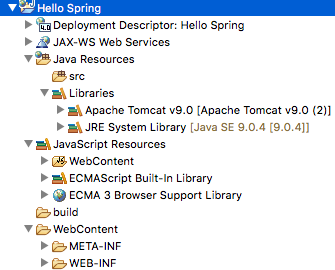 Hello Spring
Deployment Descriptor: Hello Spring
JAX-WS Web Services
Java Resources
src
Libraries
Apache Tomcat v9.0 [Apache Tomcat v9.0 (2)]
JRE System Library [Java SE 9.0.4 [9.0.4]]
JavaScript Resources
WebContent
ECMAScript Built-In Library
ECMA 3 Browser Support Library
build
WebContent
META-INF
WEB-INF